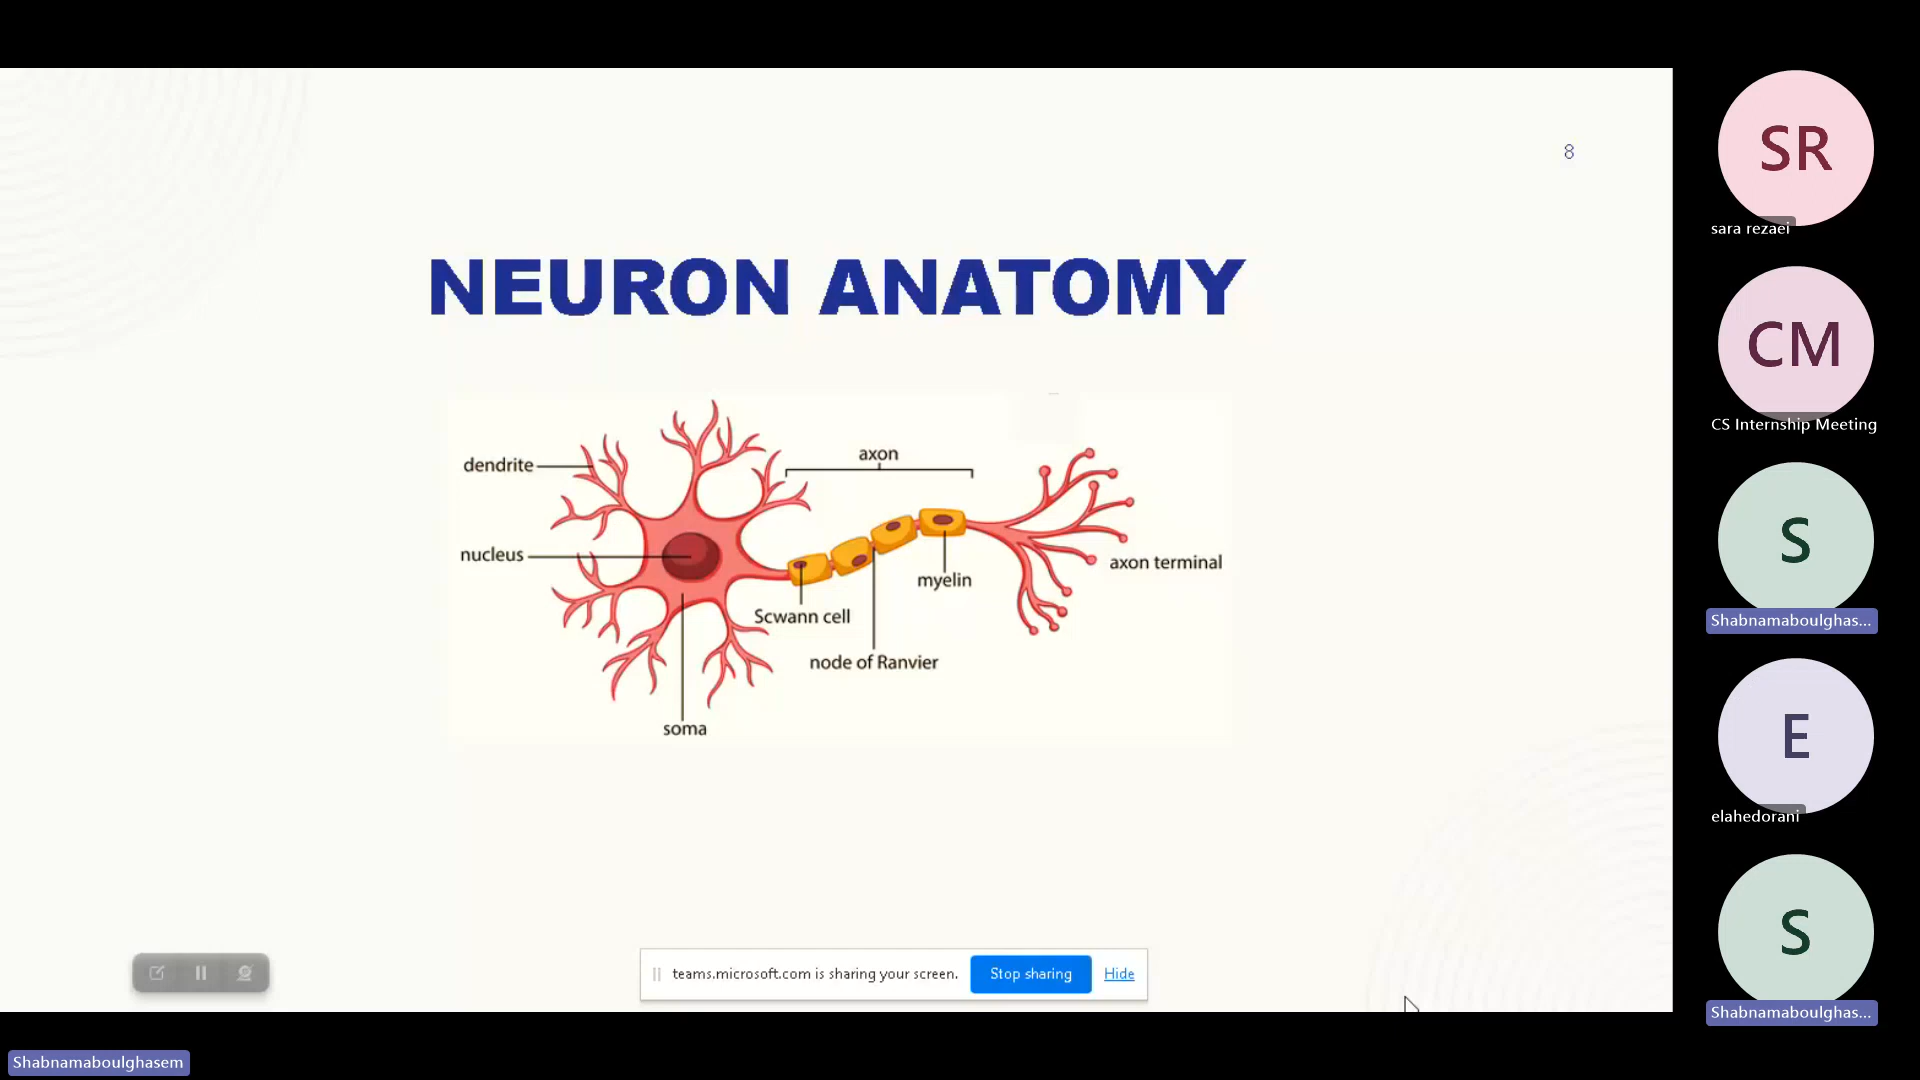 8
NEURON ANATOMY
dendrite
axon
nucleus
axon terminal
myelin
Scwann cell
node of Ranvier
soma
teams.microsoft.com is sharing your screen.
Stop sharing
Hide
SR
sara rezaei
CM
CS Internship Meeting
S
Shabnamaboulghas...
E
elahedorani
S
Shabnamaboulghas...
Shabnamaboulghasem